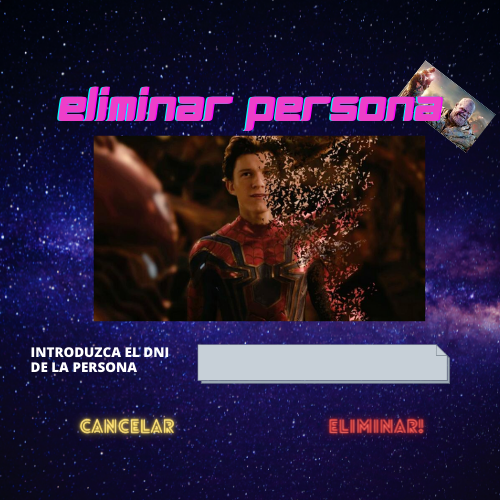 eliminar persona
INTRODUZCA EL DNI
DE LA PERSONA
CANCELAR
ELIMINAR!